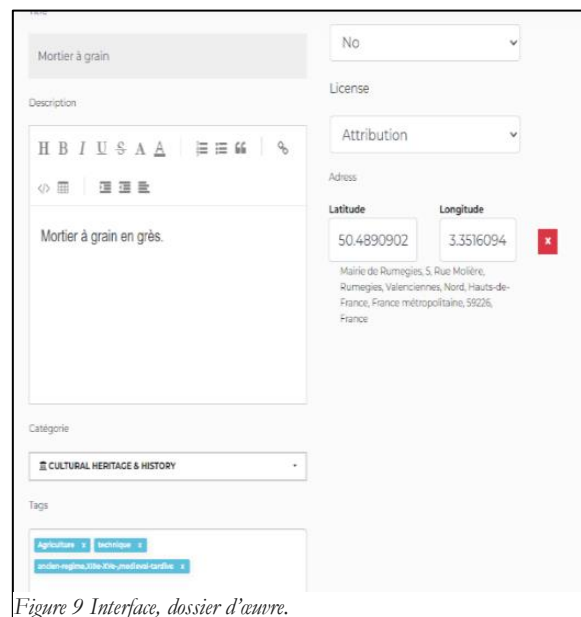 Title
Mortier à grain
Description
H B I U S A A
Mortier à grain en grès.
Catégorie
CULTURAL HERITAGE & HISTORY
Tags
Agriculture x technique x
ancien-regime,XIIIe-XVe-,medieval-tardive x
No
License
Attribution
Adress
Latitude Longitude
50.4890902 3.3516094 x
Mairie de Rumegies, 5, Rue Molière,
Rumegies, Valenciennes, Nord, Hauts-de-
France, France métropolitaine, 59226,
France
Figure 9 Interface, dossier d'œuvre.